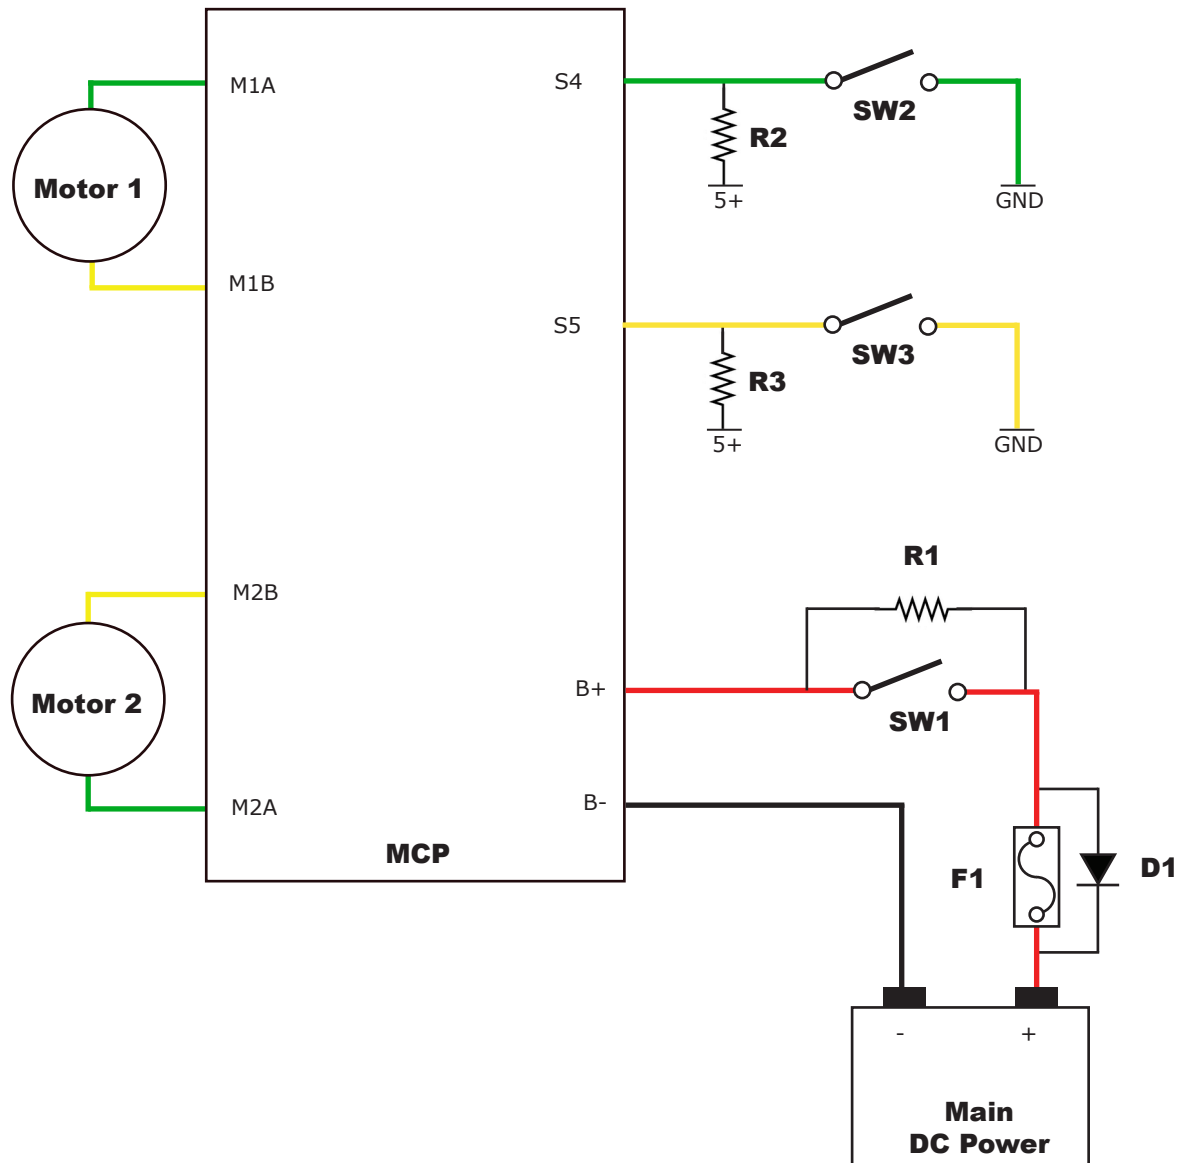 M1A
S4
SW2
R2
Motor 1
5+
GND
M1B
S5
SW3
R3
5+
GND
R1
M2B
B+
Motor 2
SW1
B-
M2A
MCP
F1
D1
- +
Main
DC Power